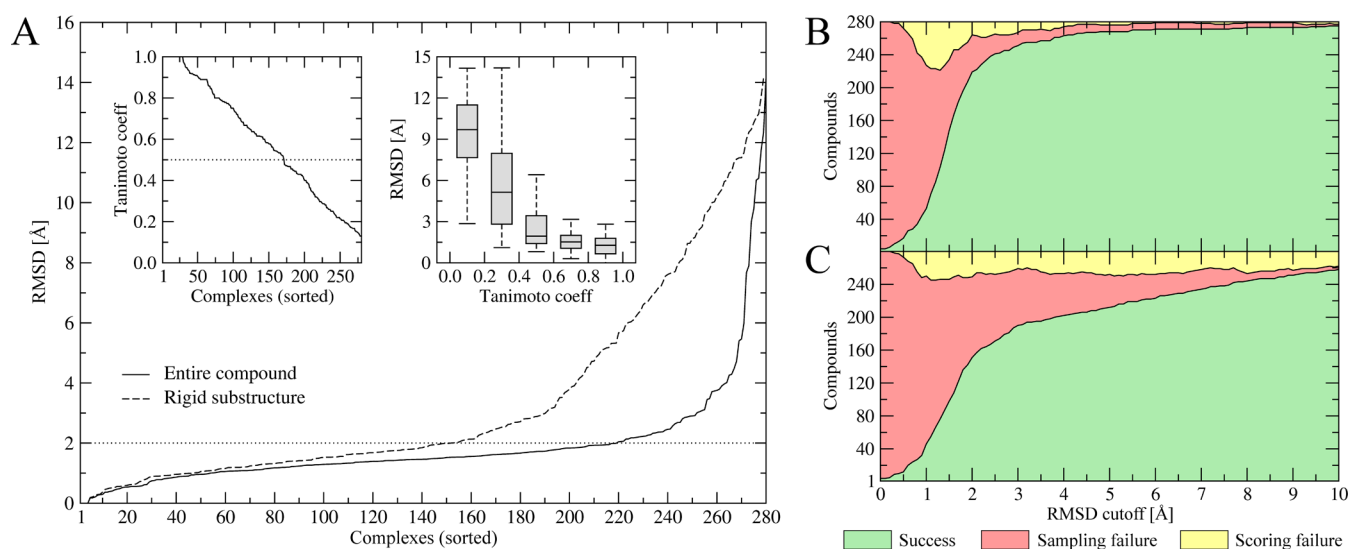 A
RMSD [Å]
16
14
12
10
8
6
4
2
0
1 20 40 60 80 100 120 140 160 180 200 220 240 260 280
Complexes (sorted)
Tanimoto coeff
1.0
0.8
0.6
0.4
0.2
0.0
1 50 100 150 200 250
Complexes (sorted)
RMSD [A]
15
12
9
6
3
0
0.0 0.2 0.4 0.6 0.8 1.0
Tanimoto coeff
Entire compound
Rigid substructure
B
Compounds
280
240
200
160
120
80
40
C
Compounds
240
200
160
120
80
40
1
0 1 2 3 4 5 6 7 8 9 10
RMSD cutoff [Å]
Success Sampling failure Scoring failure